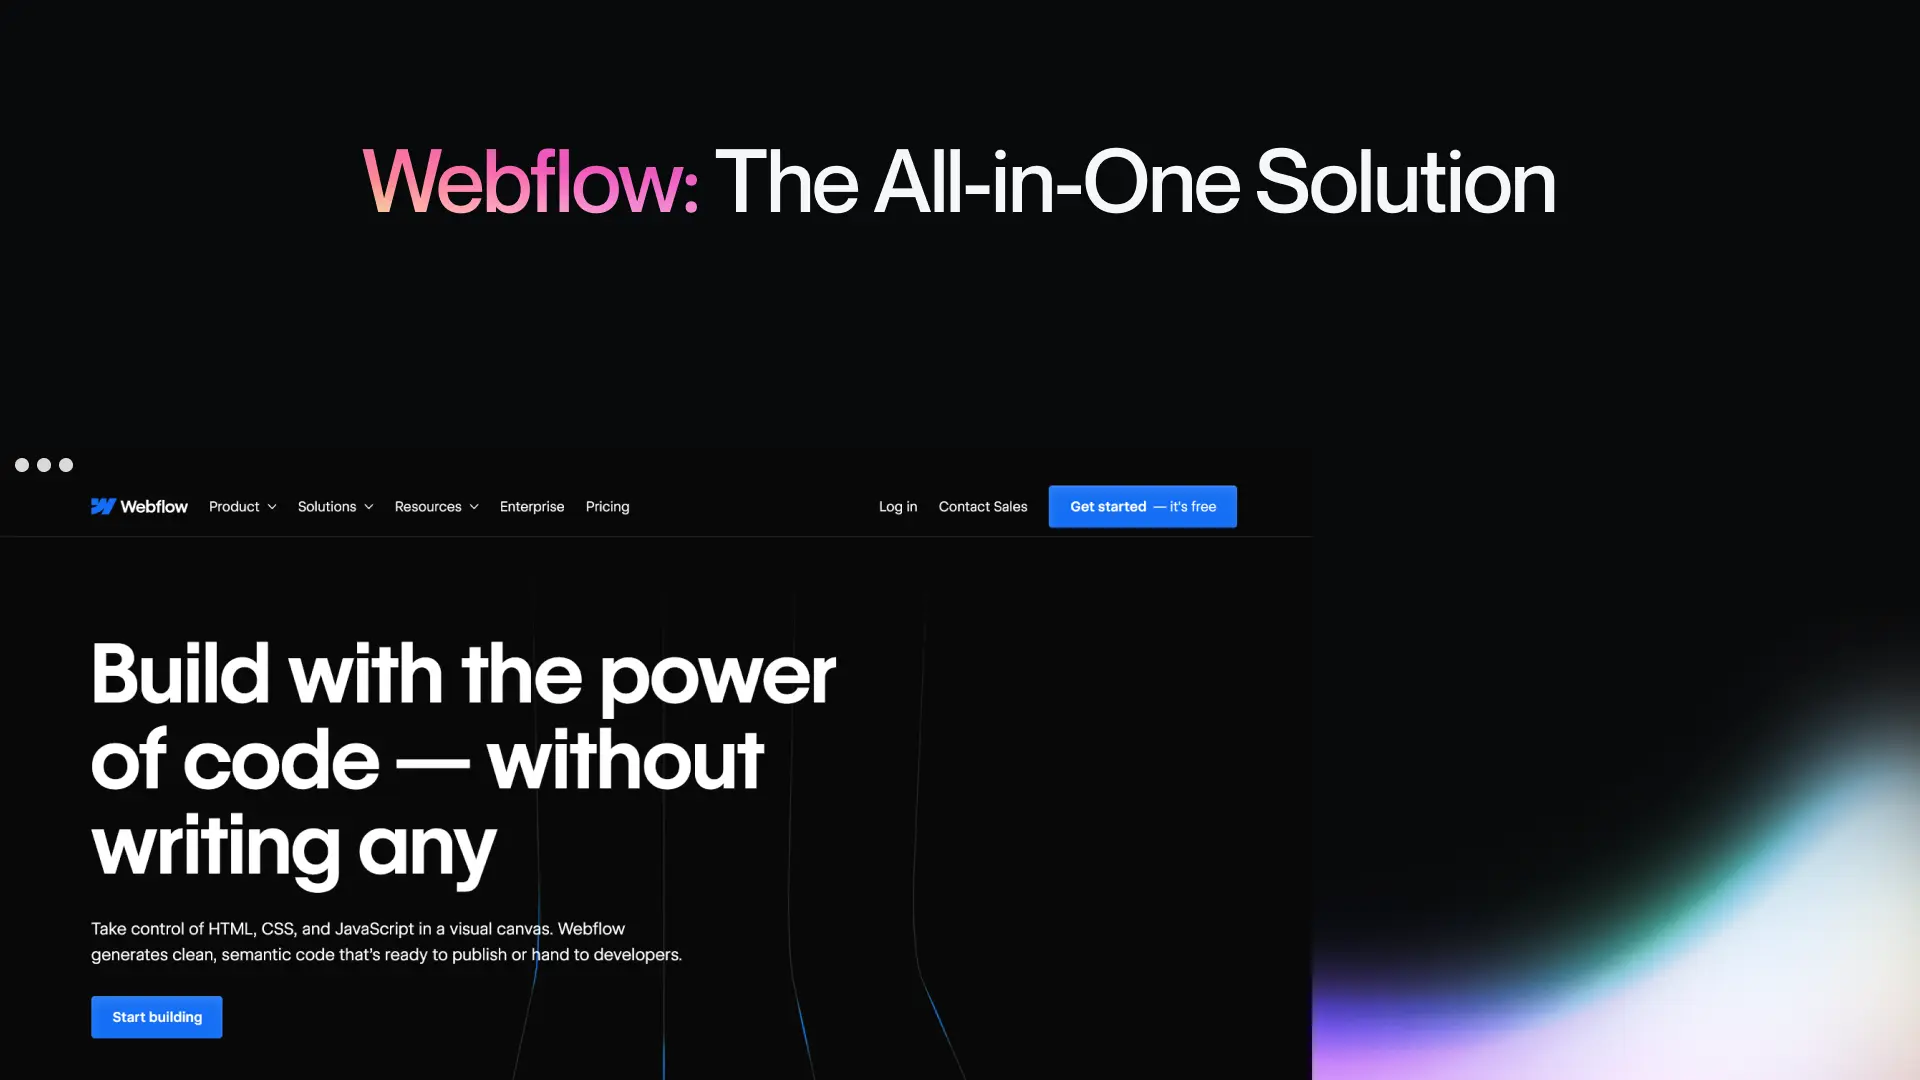 Webflow: The All-in-One Solution
Webflow Product Solutions Resources Enterprise Pricing Log in Contact Sales Get started — it's free
Build with the power
of code — without
writing any
Take control of HTML, CSS, and JavaScript in a visual canvas. Webflow
generates clean, semantic code that's ready to publish or hand to developers.
Start building